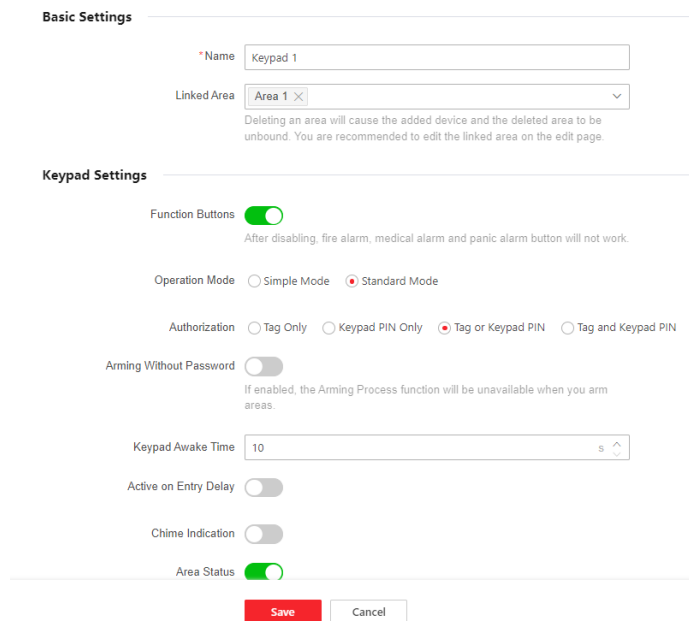 Basic Settings
*Name Keypad 1
Linked Area Area 1 ×
Deleting an area will cause the added device and the deleted area to be
unbound. You are recommended to edit the linked area on the edit page.
Keypad Settings
Function Buttons
After disabling, fire alarm, medical alarm and panic alarm button will not work.
Operation Mode Simple Mode Standard Mode
Authorization Tag Only Keypad PIN Only Tag or Keypad PIN Tag and Keypad PIN
Arming Without Password
If enabled, the Arming Process function will be unavailable when you arm
areas.
Keypad Awake Time 10 s
Active on Entry Delay
Chime Indication
Area Status
Save Cancel